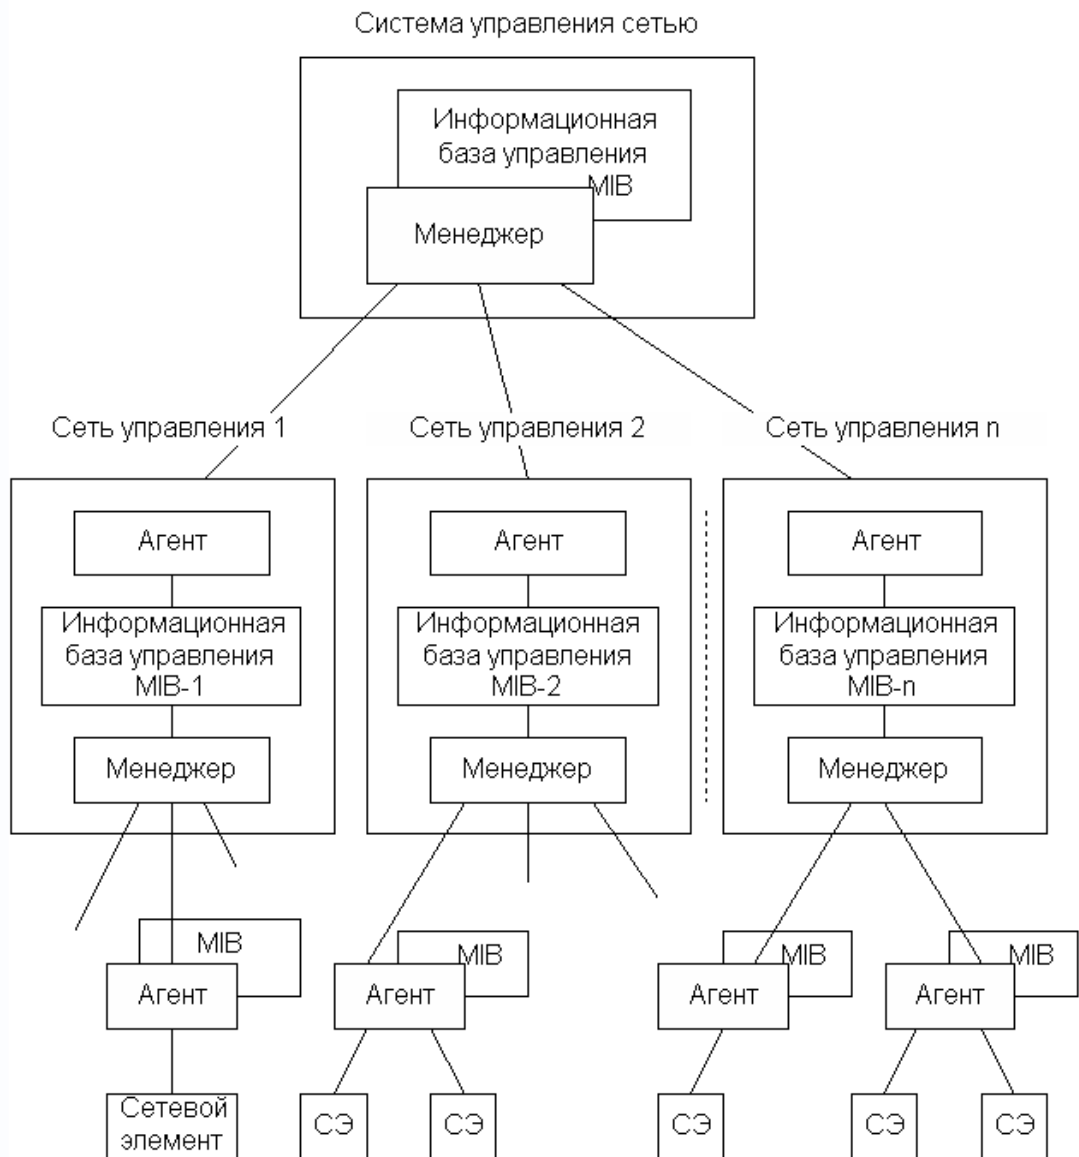 Система управления сетью
Информационная
база управления
MIB
Менеджер
Сеть управления 1
Сеть управления 2
Сеть управления n
Агент
Агент
Агент
Информационная
база управления
MIB-1
Информационная
база управления
MIB-2
Информационная
база управления
MIB-n
Менеджер
Менеджер
Менеджер
MIB
MIB
MIB
MIB
Агент
Агент
Агент
Агент
Сетевой
элемент
СЭ
СЭ
СЭ
СЭ
СЭ